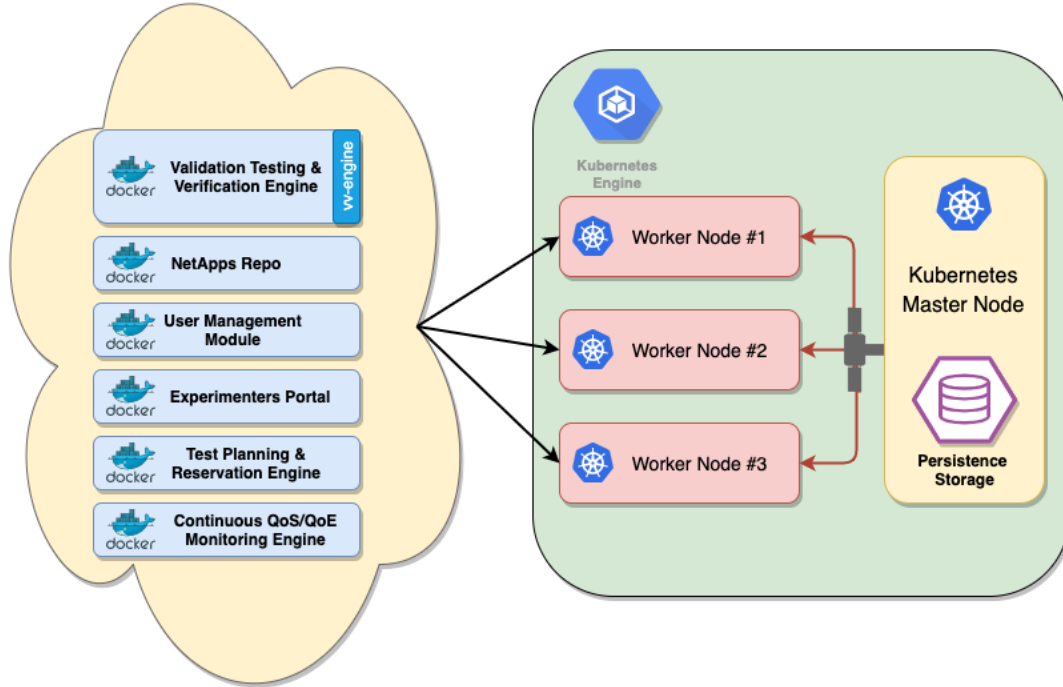 docker
Validation Testing &
Verification Engine
vv-engine
docker
NetApps Repo
docker
User Management
Module
docker
Experimenters Portal
docker
Test Planning &
Reservation Engine
docker
Continuous QoS/QoE
Monitoring Engine
Kubernetes
Engine
Worker Node #1
Worker Node #2
Worker Node #3
Kubernetes
Master Node
Persistence
Storage